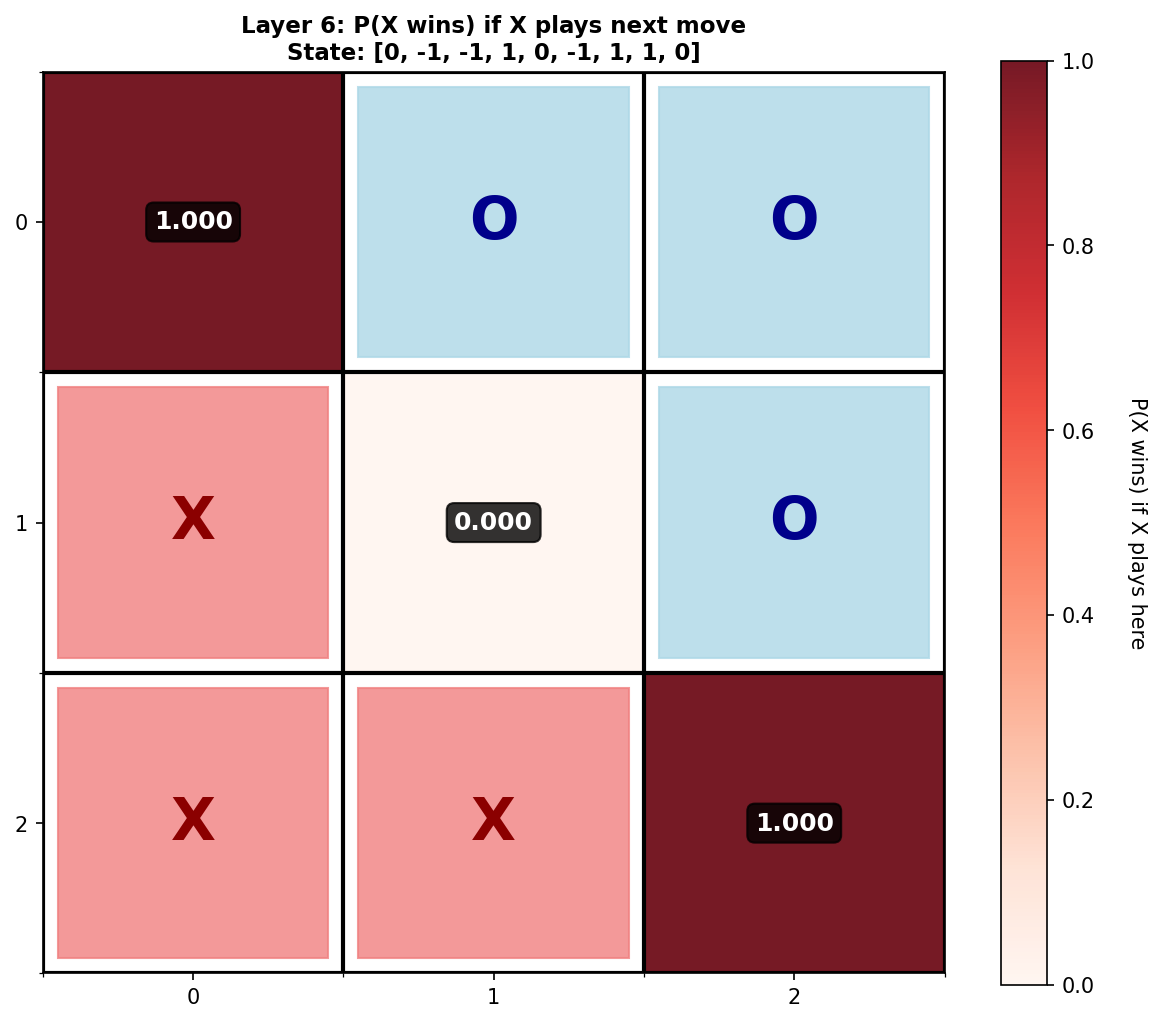 Layer 6: P(X wins) if X plays next move
State: [0, -1, -1, 1, 0, -1, 1, 1, 0]
1.0
0.8
0.6
0.4
0.2
0.0
P(X wins) if X plays here
0
1.000
O
O
1
X
0.000
O
2
X
X
1.000
0
1
2